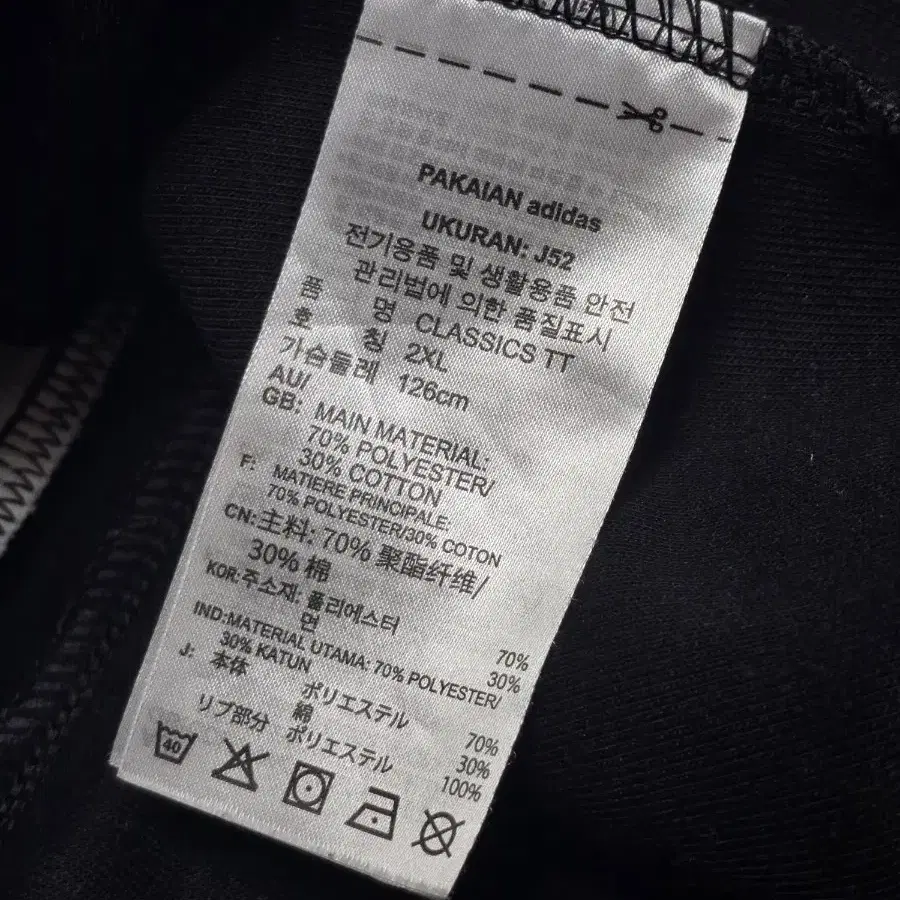 PAKAIAN adidas
UKURAN: J52
전기용품 및 생활용품 안전
관리법에 의한 품질표시
품 명 CLASSICS TT
호 칭 2XL
가슴둘레 126cm
AU/
GB: MAIN MATERIAL:
70% POLYESTER/
30% COTTON
F: MATIERE PRINCIPALE:
70% POLYESTER/30% COTON
CN:主料: 70% 聚酯纤维/
30% 棉
KOR:주소재: 폴리에스터 70%
면 30%
IND:MATERIAL UTAMA: 70% POLYESTER/
30% KATUN
J: 本体 ポリエステル 70%
綿 30%
リブ部分 ポリエステル 100%
40